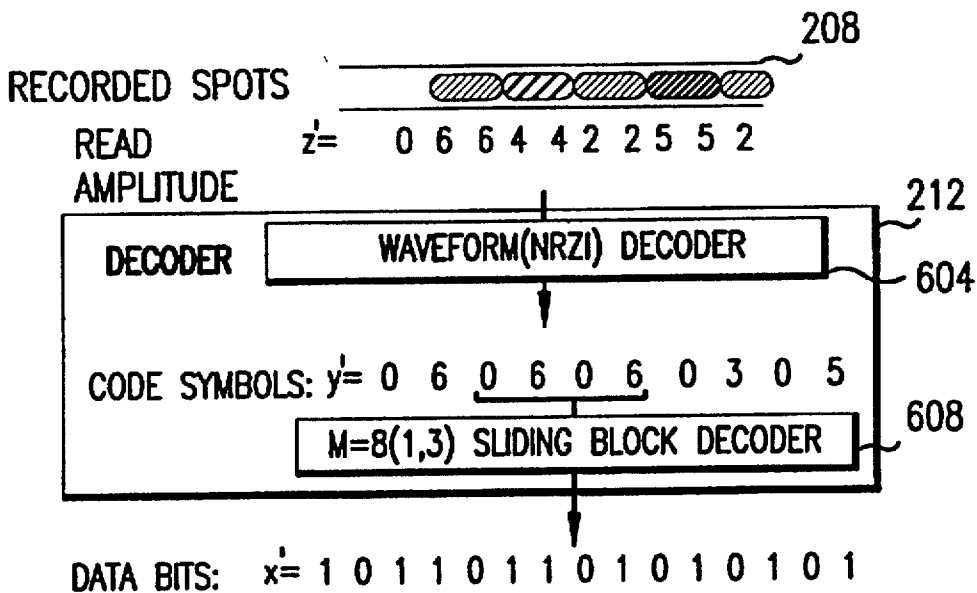 208
RECORDED SPOTS
READ AMPLITUDE z'= 0 6 6 4 4 2 2 5 5 2
212
DECODER
WAVEFORM(NRZI) DECODER
604
CODE SYMBOLS: y'= 0 6 0 6 0 6 0 3 0 5
608
M=8(1,3) SLIDING BLOCK DECODER
DATA BITS: x'= 1 0 1 1 0 1 1 0 1 0 1 0 1 0 1